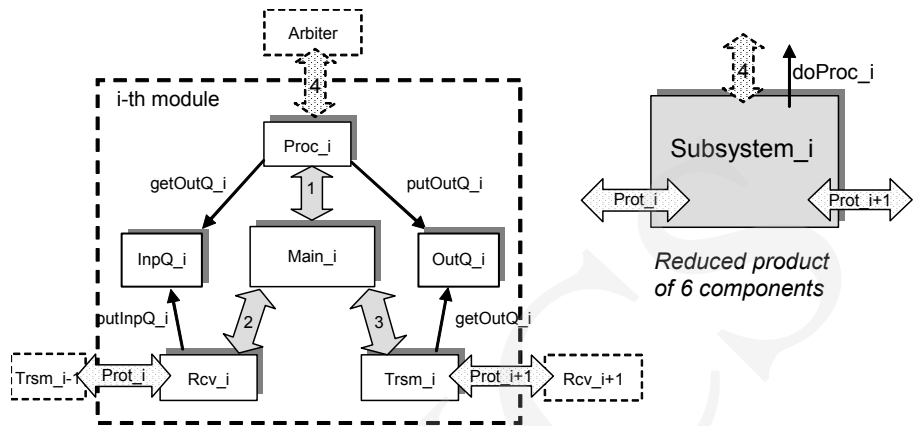 Arbiter
4
i-th module
Proc_i
getOutQ_i
putOutQ_i
1
InpQ_i
Main_i
OutQ_i
putInpQ_i
2
3
getOutQ_i
Trsm_i-1
Prot_i
Rcv_i
Trsm_i
Prot_i+1
Rcv_i+1
4
doProc_i
Subsystem_i
Prot_i
Prot_i+1
Reduced product
of 6 components